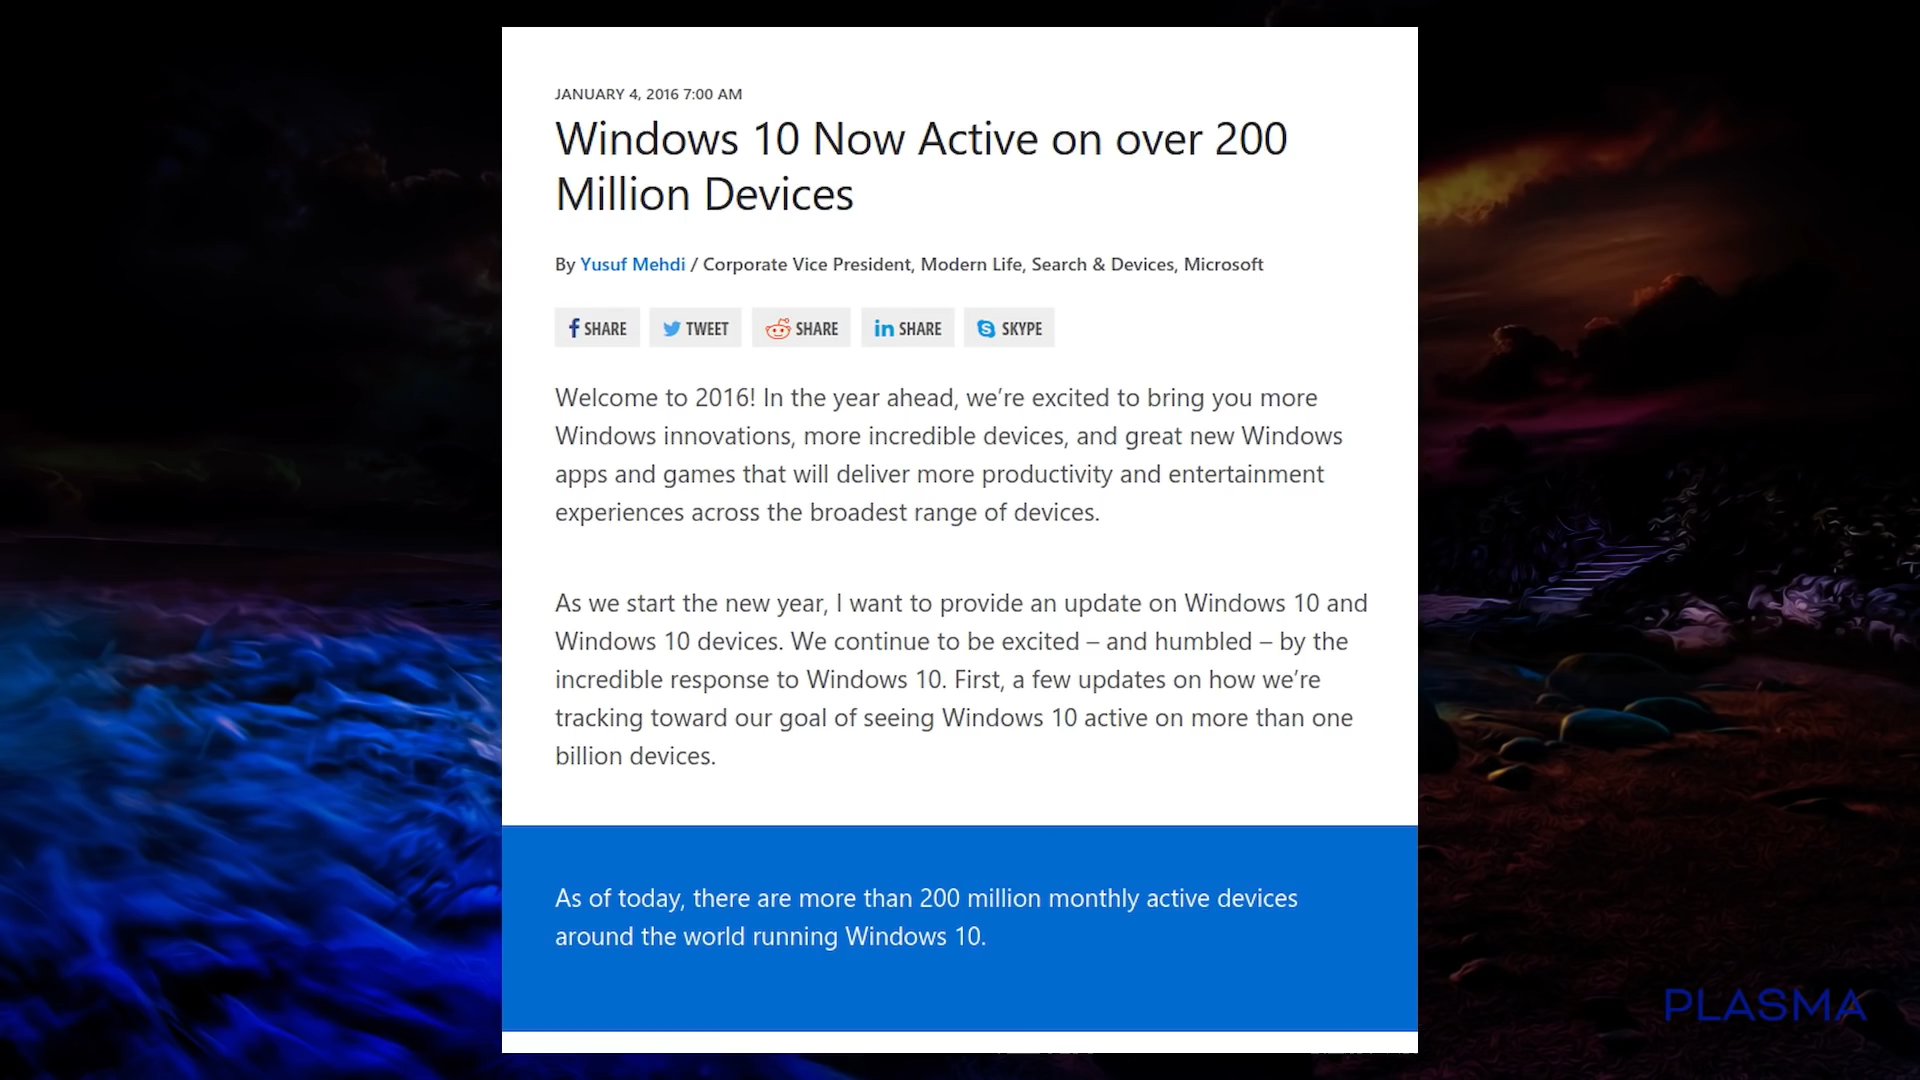 JANUARY 4, 2016 7:00 AM
Windows 10 Now Active on over 200
Million Devices
By Yusuf Mehdi / Corporate Vice President, Modern Life, Search & Devices, Microsoft
SHARE TWEET SHARE SHARE SKYPE
Welcome to 2016! In the year ahead, we’re excited to bring you more
Windows innovations, more incredible devices, and great new Windows
apps and games that will deliver more productivity and entertainment
experiences across the broadest range of devices.
As we start the new year, I want to provide an update on Windows 10 and
Windows 10 devices. We continue to be excited – and humbled – by the
incredible response to Windows 10. First, a few updates on how we’re
tracking toward our goal of seeing Windows 10 active on more than one
billion devices.
As of today, there are more than 200 million monthly active devices
around the world running Windows 10.
PLASMA